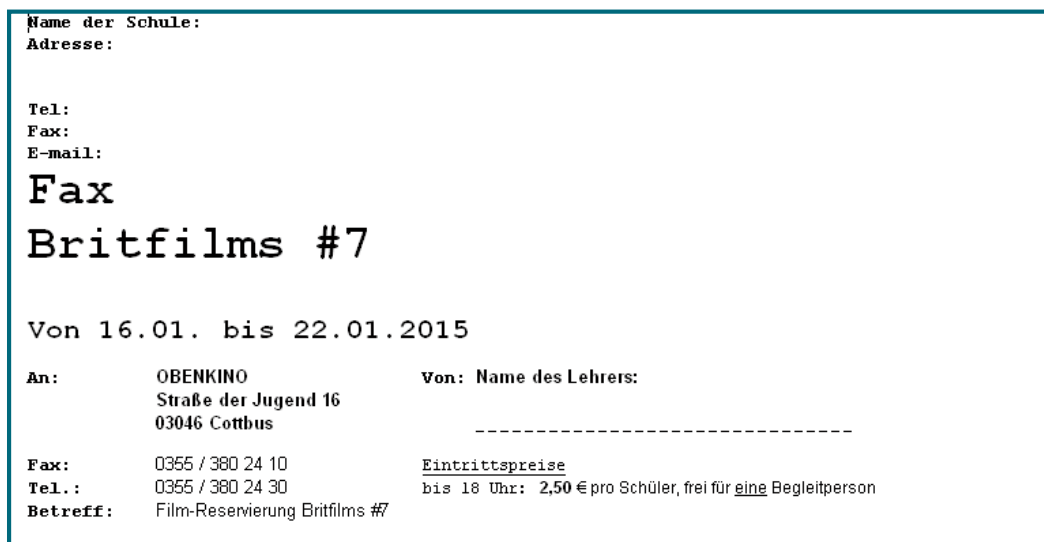 Name der Schule:
Adresse:
Tel:
Fax:
E-mail:
Fax
Britfilms #7
Von 16.01. bis 22.01.2015
An: OBENKINO Von: Name des Lehrers:
Straße der Jugend 16
03046 Cottbus _______________________________
Fax: 0355 / 380 24 10 Eintrittspreise
Tel.: 0355 / 380 24 30 bis 18 Uhr: 2,50 € pro Schüler, frei für eine Begleitperson
Betreff: Film-Reservierung Britfilms #7